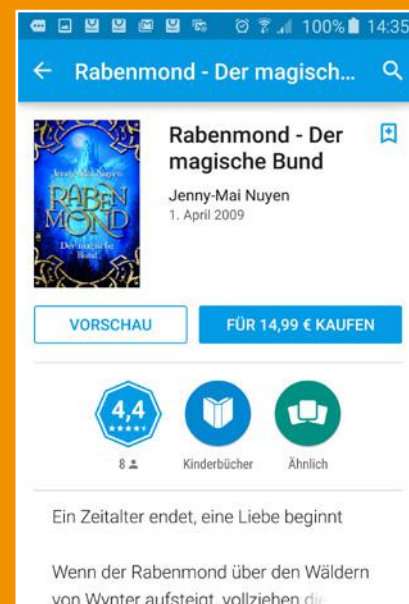 100% 14:35
Rabenmond - Der magisch...
Jenny-Mai Nuyen
RABEN
MOND
Der magische
Bund
Rabenmond - Der
magische Bund
Jenny-Mai Nuyen
1. April 2009
VORSCHAU
FÜR 14,99 € KAUFEN
4,4
8
Kinderbücher
Ähnlich
Ein Zeitalter endet, eine Liebe beginnt
Wenn der Rabenmond über den Wäldern
von Wynter aufsteigt, vollziehen die